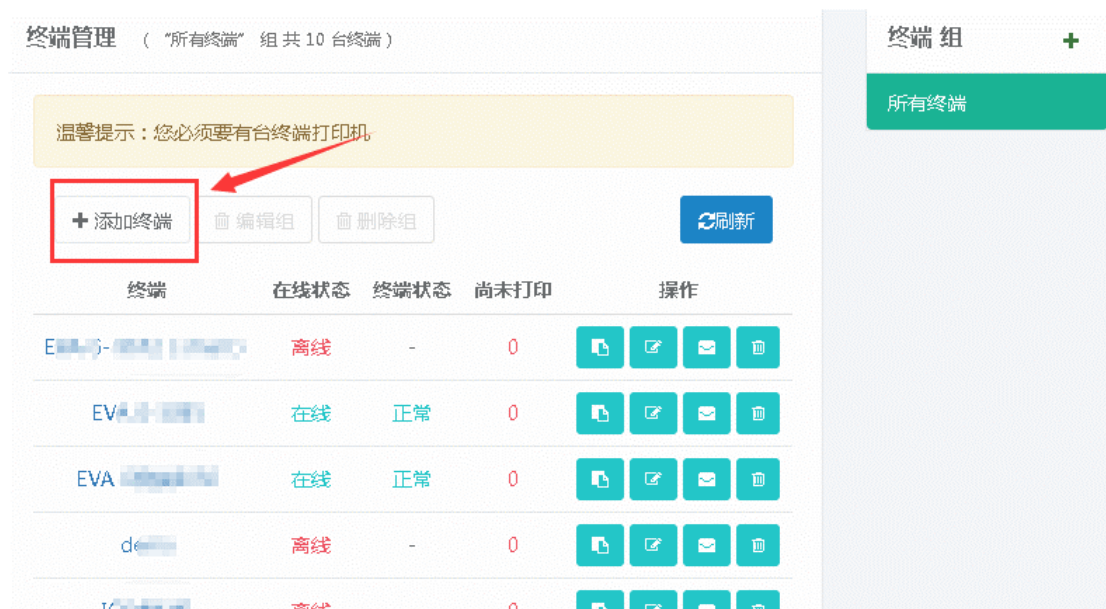 终端管理 （ “所有终端” 组 共 10 台终端 ）
终端 组
所有终端
温馨提示：您必须要有台终端打印机。
添加终端 编辑组 删除组 刷新
终端 在线状态 终端状态 尚未打印 操作
离线 - 0
在线 正常 0
EVA 在线 正常 0
离线 - 0
离线 0